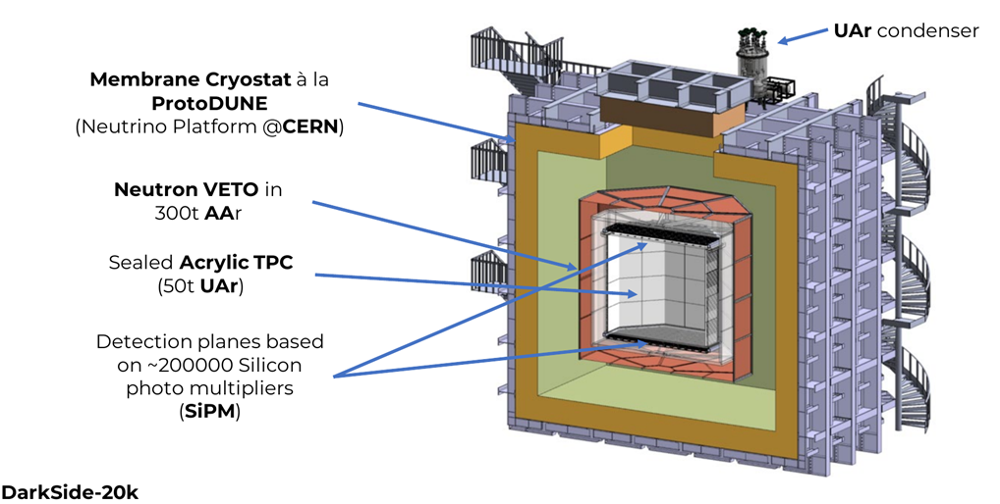 UAr condenser
Membrane Cryostat à la
ProtoDUNE
(Neutrino Platform @CERN)
Neutron VETO in
300t AAr
Sealed Acrylic TPC
(50t UAr)
Detection planes based
on ~200000 Silicon
photo multipliers
(SiPM)
DarkSide-20k